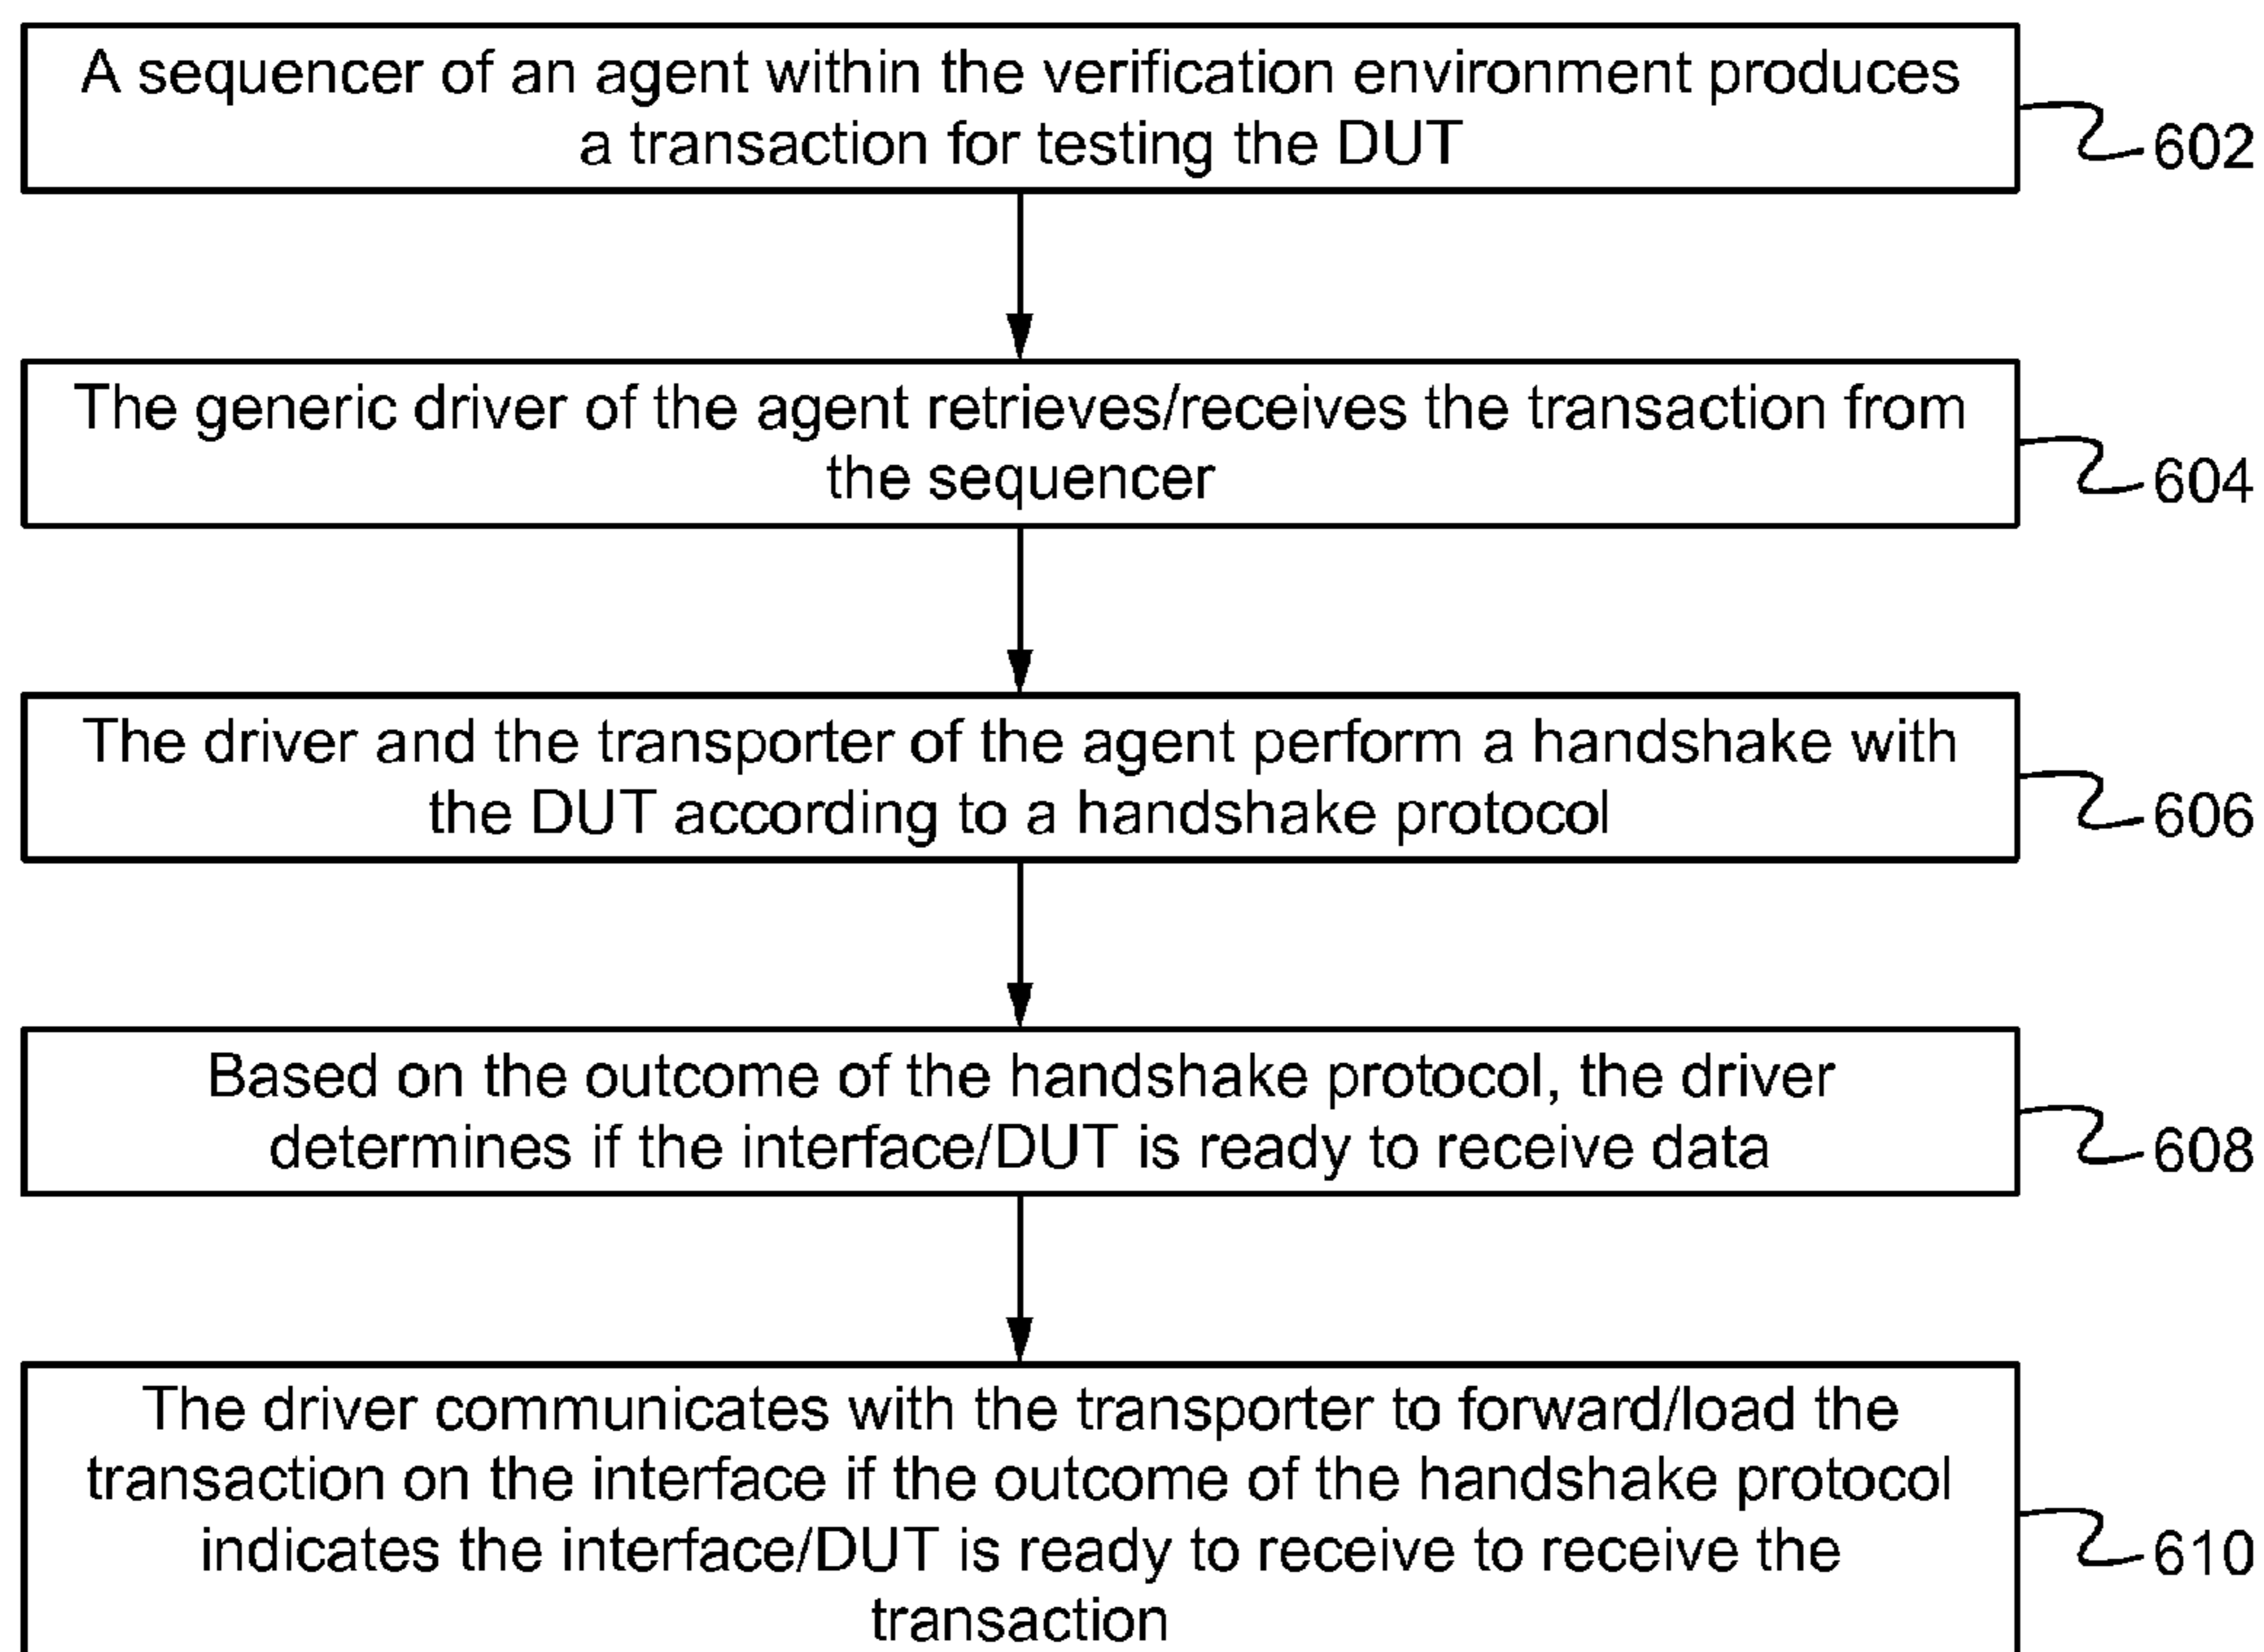 A sequencer of an agent within the verification environment produces
a transaction for testing the DUT
602
The generic driver of the agent retrieves/receives the transaction from
the sequencer
604
The driver and the transporter of the agent perform a handshake with
the DUT according to a handshake protocol
606
Based on the outcome of the handshake protocol, the driver
determines if the interface/DUT is ready to receive data
608
The driver communicates with the transporter to forward/load the
transaction on the interface if the outcome of the handshake protocol
indicates the interface/DUT is ready to receive to receive the
transaction
610